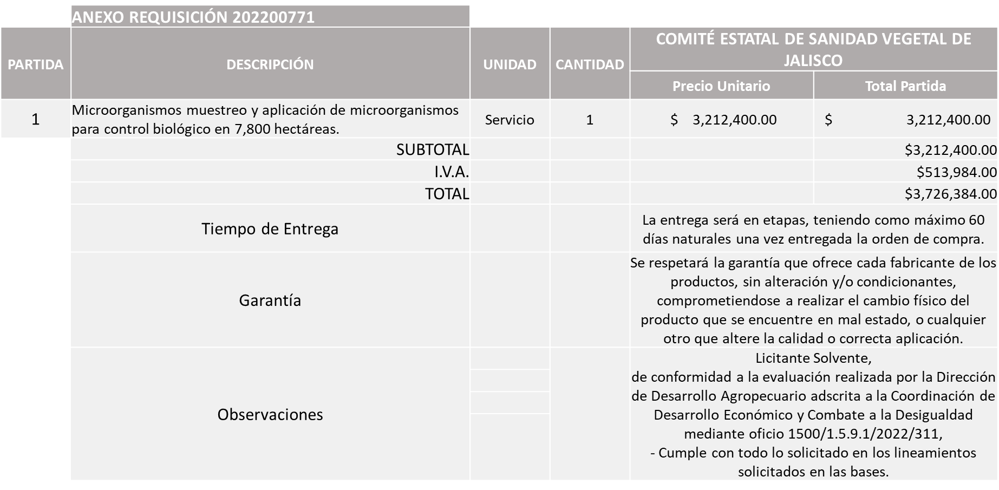 ANEXO REQUISICIÓN 202200771
PARTIDA
DESCRIPCIÓN
UNIDAD
CANTIDAD
COMITÉ ESTATAL DE SANIDAD VEGETAL DE
JALISCO
Precio Unitario
Total Partida
1
Microorganismos muestreo y aplicación de microorganismos
para control biológico en 7,800 hectáreas.
Servicio
1
$ 3,212,400.00
$ 3,212,400.00
SUBTOTAL
$3,212,400.00
I.V.A.
$513,984.00
TOTAL
$3,726,384.00
Tiempo de Entrega
La entrega será en etapas, teniendo como máximo 60
días naturales una vez entregada la orden de compra.
Garantía
Se respetará la garantía que ofrece cada fabricante de los
productos, sin alteración y/o condicionantes,
comprometiendose a realizar el cambio físico del
producto que se encuentre en mal estado, o cualquier
otro que altere la calidad o correcta aplicación.
Observaciones
Licitante Solvente,
de conformidad a la evaluación realizada por la Dirección
de Desarrollo Agropecuario adscrita a la Coordinación de
Desarrollo Económico y Combate a la Desigualdad
mediante oficio 1500/1.5.9.1/2022/311,
- Cumple con todo lo solicitado en los lineamientos
solicitados en las bases.